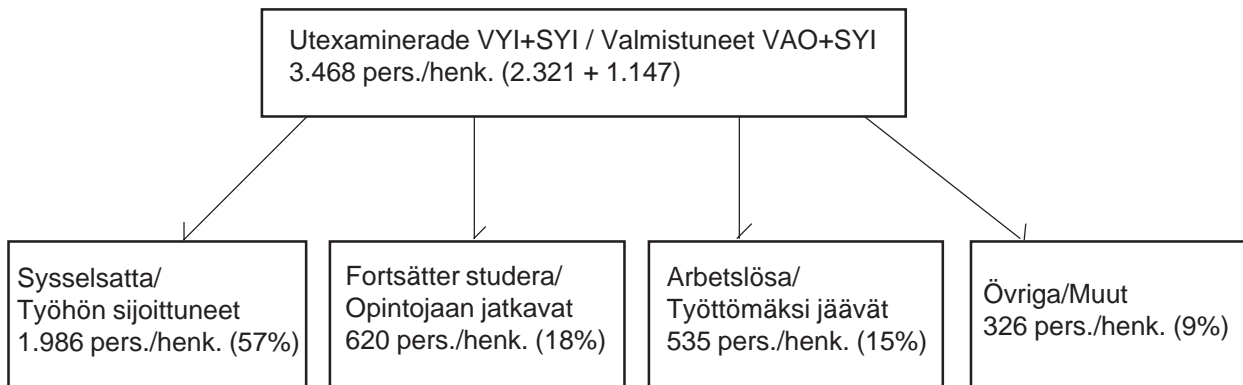 Utexaminerade VYI+SYI / Valmistuneet VAO+SYI
3.468 pers./henk. (2.321 + 1.147)
Sysselsatta/
Työhön sijoittuneet
1.986 pers./henk. (57%)
Fortsätter studera/
Opintojaan jatkavat
620 pers./henk. (18%)
Arbetslösa/
Työttömäksi jäävät
535 pers./henk. (15%)
Övriga/Muut
326 pers./henk. (9%)